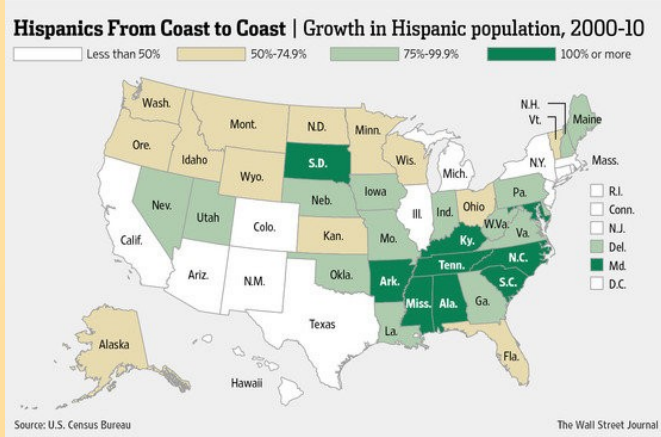 Hispanics From Coast to Coast | Growth in Hispanic population, 2000-10
Less than 50%
50%-74.9%
75%-99.9%
100% or more
Wash.
Mont.
N.D.
Minn.
N.H.
Vt.
Maine
Ore.
Idaho
Wyo.
S.D.
Wis.
Mich.
N.Y.
Mass.
Nev.
Utah
Colo.
Neb.
Iowa
Ill.
Ind.
Ohio
Pa.
R.I.
Conn.
N.J.
Del.
Md.
D.C.
Calif.
Kan.
Mo.
Ky.
W.Va.
Va.
Ariz.
N.M.
Okla.
Ark.
Tenn.
N.C.
S.C.
Texas
La.
Miss.
Ala.
Ga.
Fla.
Alaska
Hawaii
Source: U.S. Census Bureau
The Wall Street Journal